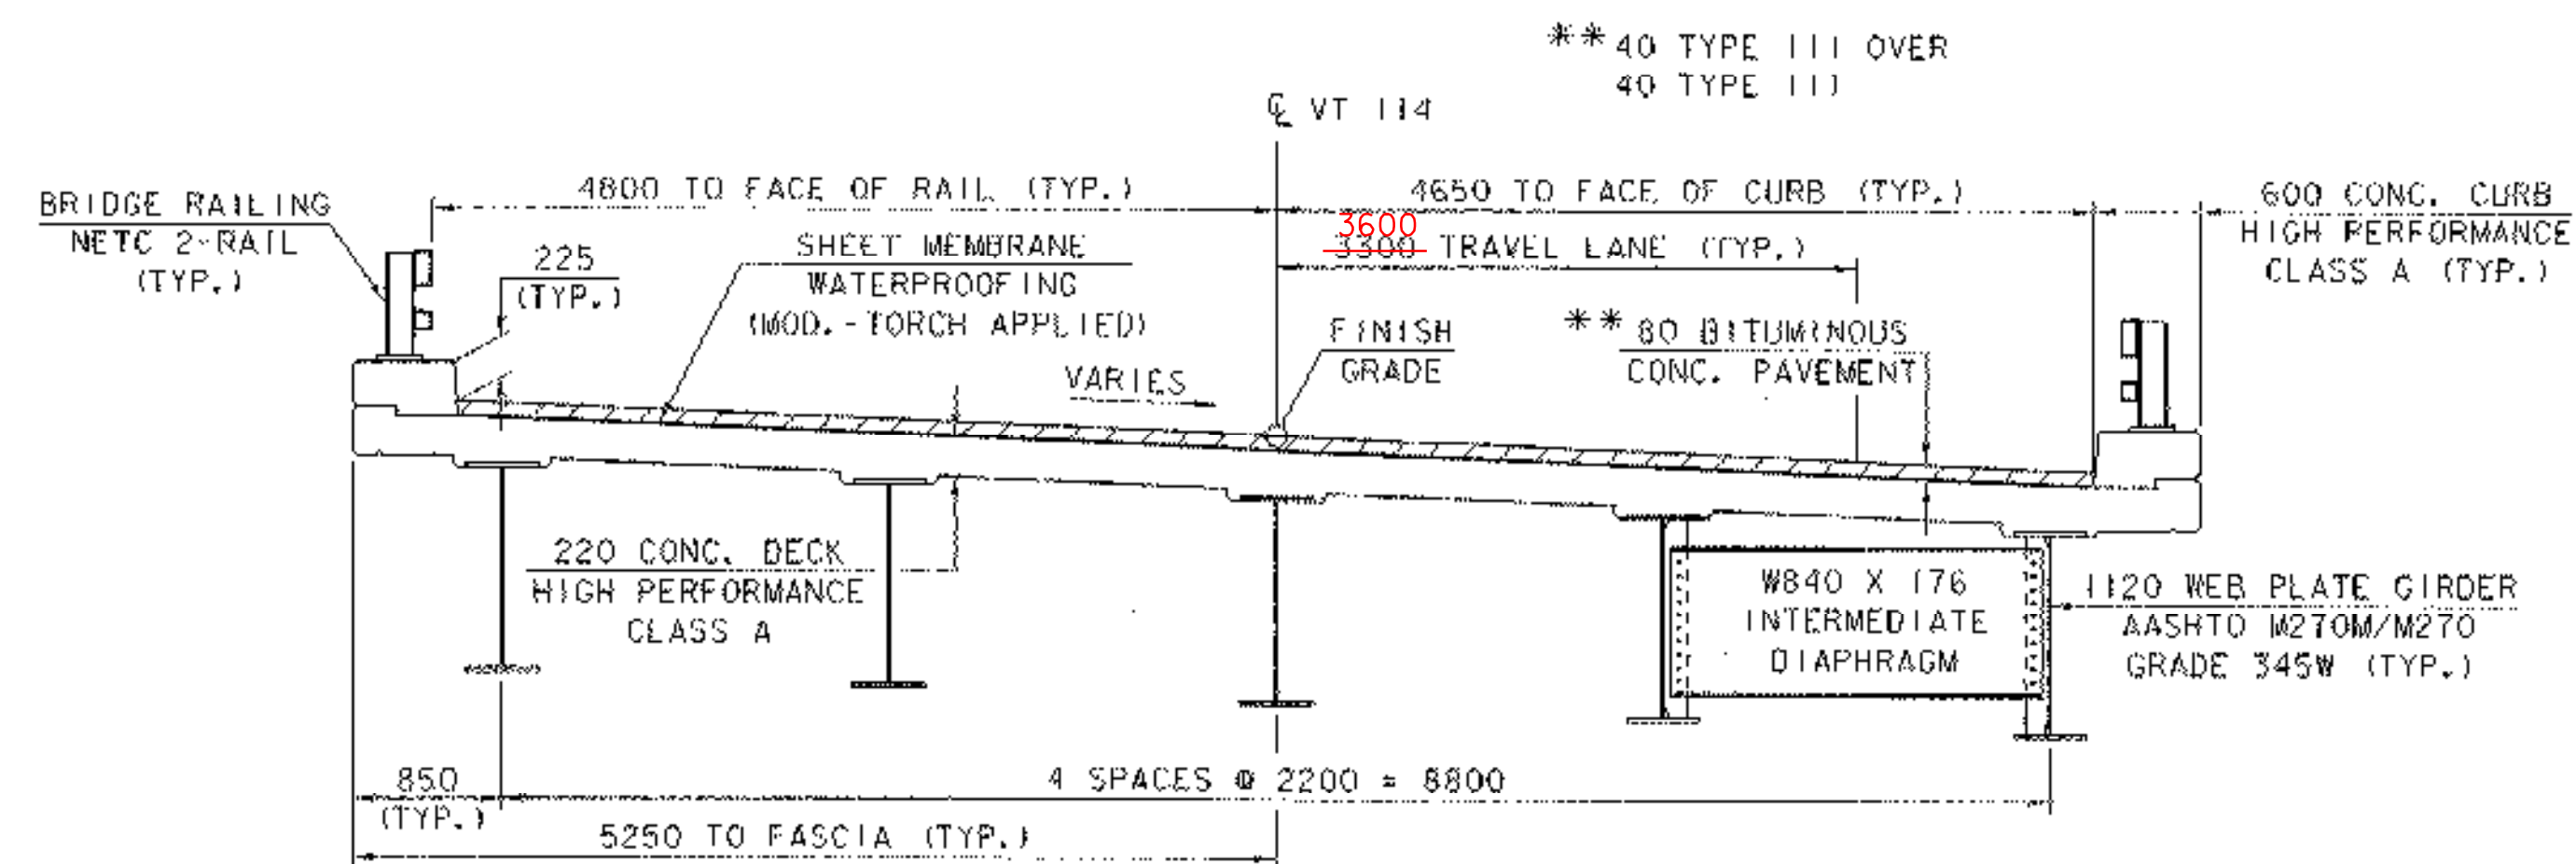 ** 40 TYPE III OVER
40 TYPE III
℄ VT 114
BRIDGE RAILING
NETC 2-RAIL
(TYP.)
4800 TO FACE OF RAIL (TYP.)
4650 TO FACE OF CURB (TYP.)
600 CONC. CURB
HIGH PERFORMANCE
CLASS A (TYP.)
3600
3300 TRAVEL LANE (TYP.)
225
(TYP.)
SHEET MEMBRANE
WATERPROOFING
(MOD.-TORCH APPLIED)
VARIES
FINISH
GRADE
** 80 BITUMINOUS
CONC. PAVEMENT
220 CONC. DECK
HIGH PERFORMANCE
CLASS A
W840 X 176
INTERMEDIATE
DIAPHRAGM
1120 WEB PLATE GIRDER
AASHTO M270M/M270
GRADE 345W (TYP.)
850
(TYP.)
4 SPACES @ 2200 = 8800
5250 TO FASCIA (TYP.)